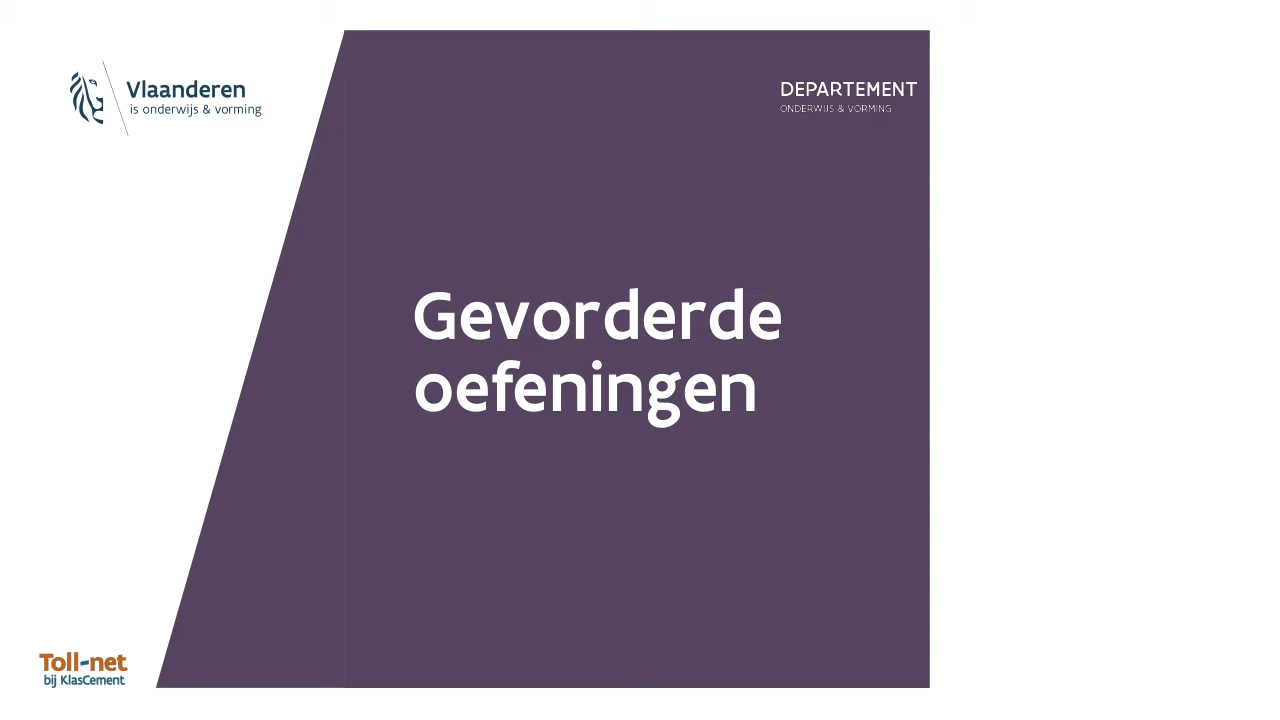 Vlaanderen
is onderwijs & vorming
DEPARTEMENT
ONDERWIJS & VORMING
Gevorderde
oefeningen
Toll-net
bij KlasCement